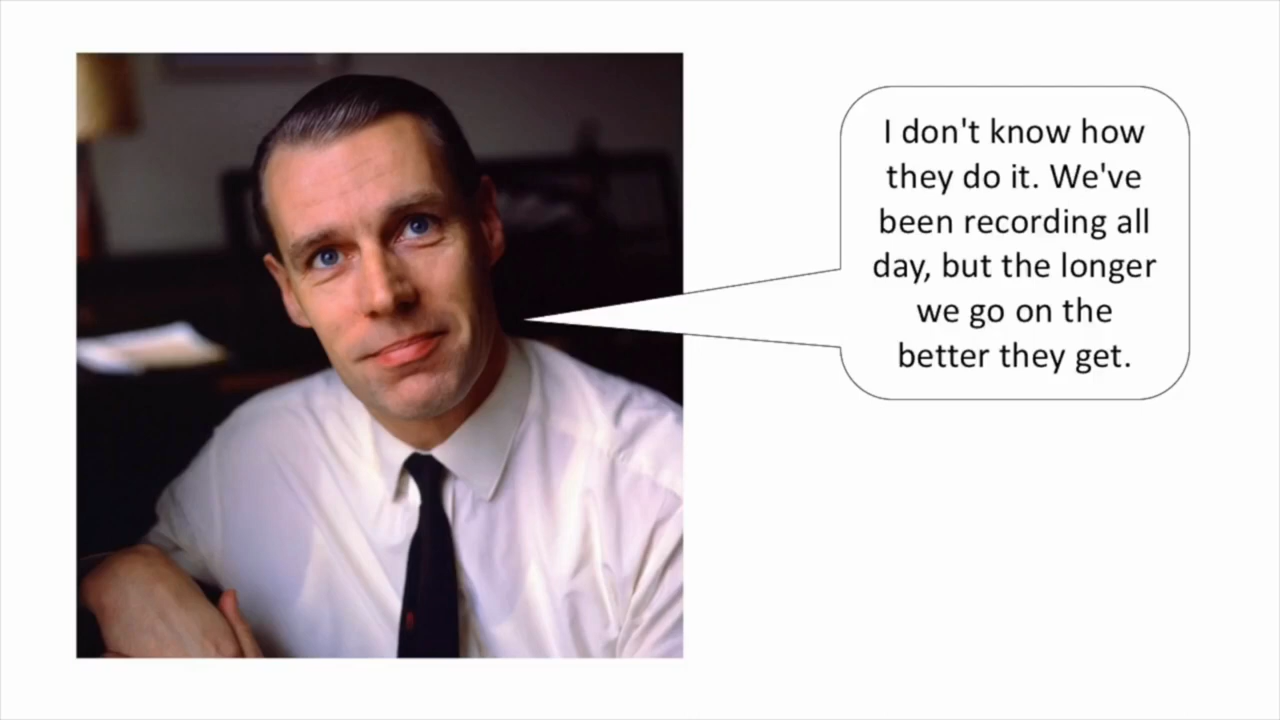 I don't know how
they do it. We've
been recording all
day, but the longer
we go on the
better they get.